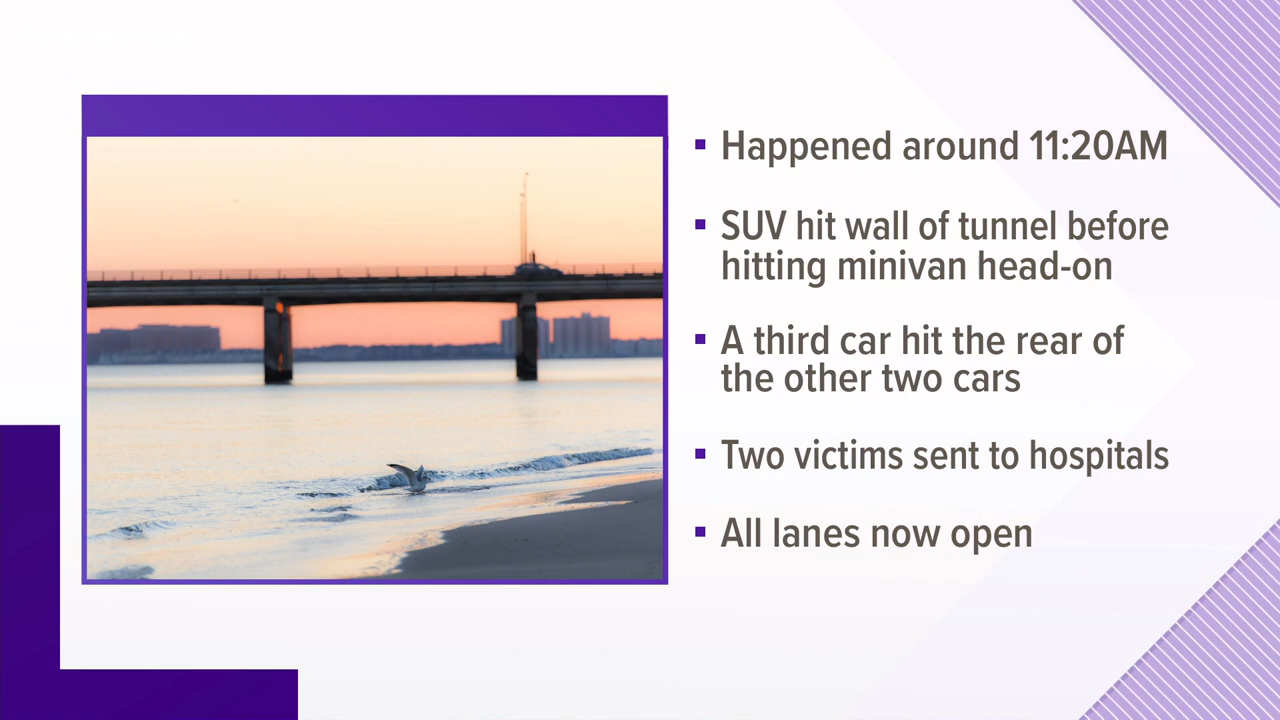 Happened around 11:20AM
SUV hit wall of tunnel before
hitting minivan head-on
A third car hit the rear of
the other two cars
Two victims sent to hospitals
All lanes now open